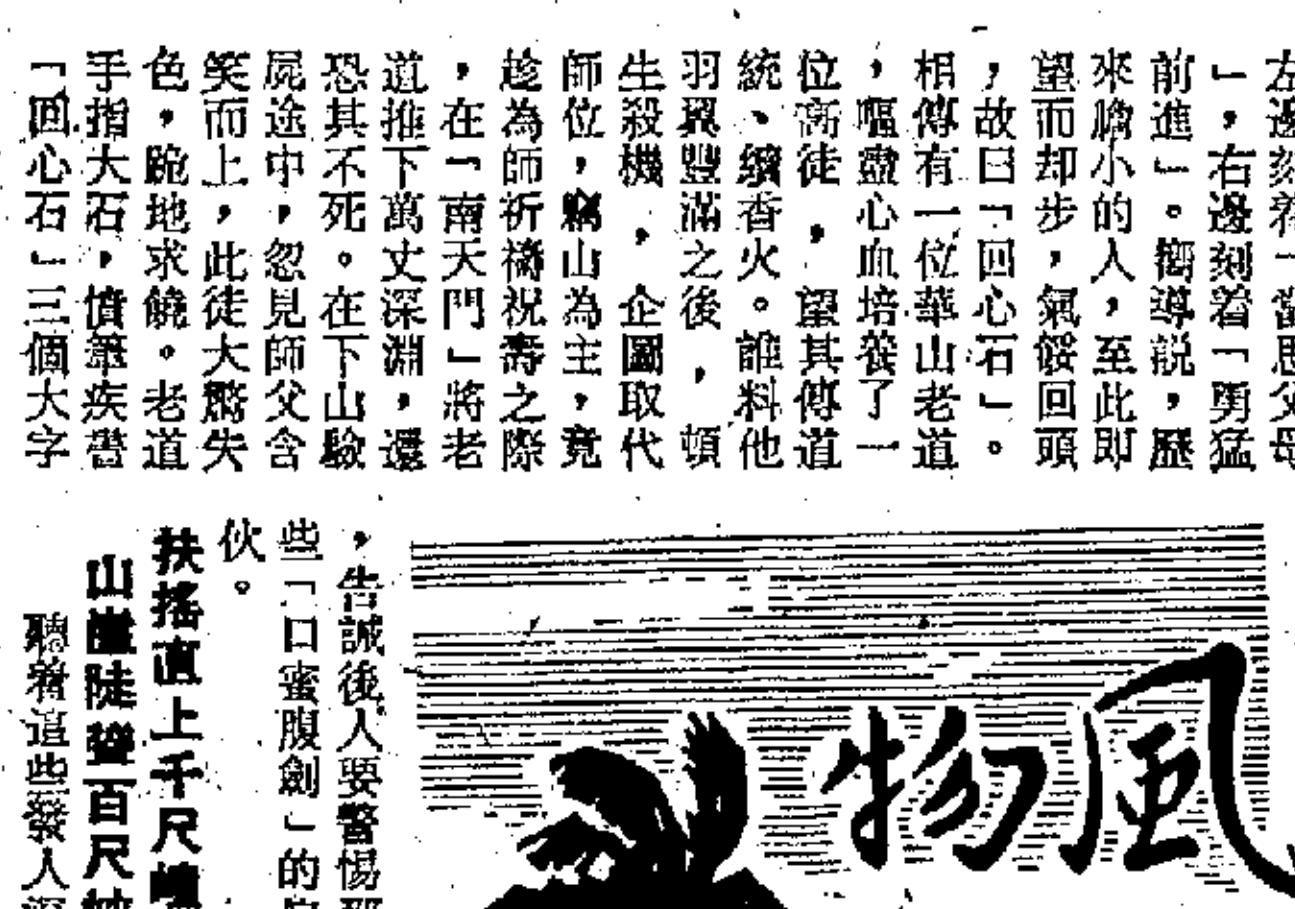 左邊刻着「當思父母
」，右邊刻着「勇猛
前進」。嚮導説，歷
來膽小的人，至此即
望而却步，氣餒回頭
，故曰「回心石」。
相傳有一位華山老道
，嘔盡心血培養了一
位高徒，望其傳道
統、續香火。誰料他
羽翼豐滿之後，頓
生殺機，企圖取代
師位，竊山為主，竟
趁為師祈禱祝壽之際
，在「南天門」將老
道推下萬丈深淵，還
恐其不死。在下山驗
屍途中，忽見師父含
笑而上，此徒大驚失
色，跪地求饒。老道
手指大石，憤筆疾書
「回心石」三個大字
風物
，告誡後人要警惕那
些「口蜜腹劍」的
伙。
扶搖直上千尺幢
山崖陡聳百尺
聽着這些發人深